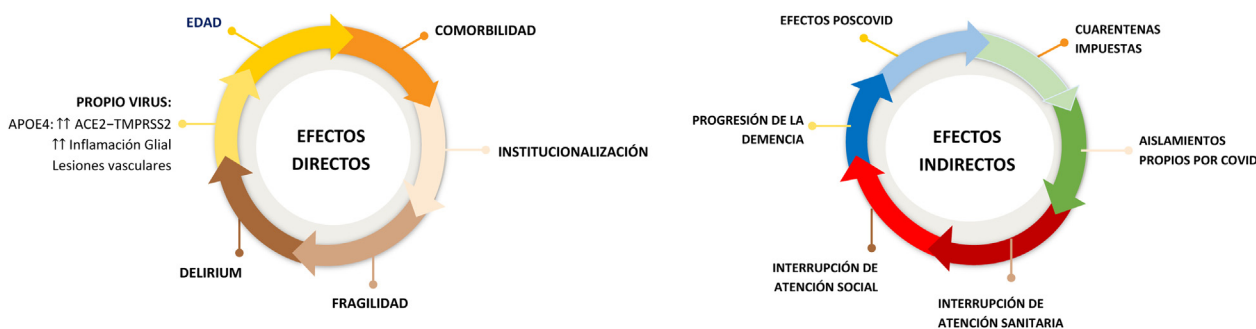 EDAD
COMORBILIDAD
PROPIO VIRUS:
APOE4: ⇈ ACE2–TMPRSS2
⇈ Inflamación Glial
Lesiones vasculares
EFECTOS
DIRECTOS
INSTITUCIONALIZACIÓN
DELIRIUM
FRAGILIDAD
EFECTOS POSCOVID
CUARENTENAS
IMPUESTAS
PROGRESIÓN DE LA
DEMENCIA
EFECTOS
INDIRECTOS
AISLAMIENTOS
PROPIOS POR COVID
INTERRUPCIÓN DE
ATENCIÓN SOCIAL
INTERRUPCIÓN DE
ATENCIÓN SANITARIA